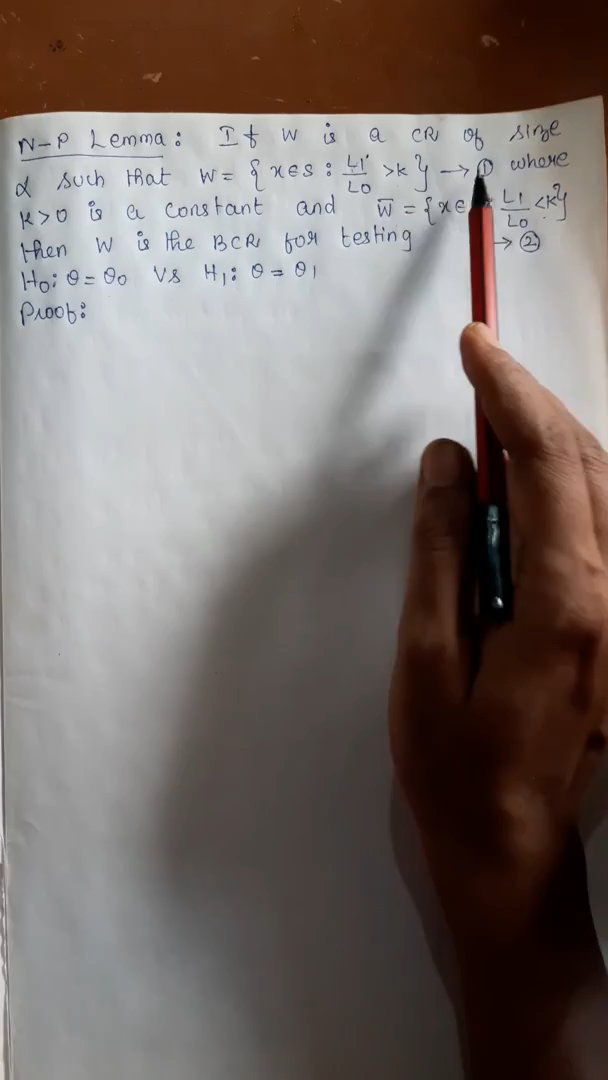 N-P Lemma: If W is a CR of size
α such that W = { x∈S : L1/L0 >k } → ① where
K>0 is a constant and W̅ = {x∈ : L1/L0 <k}
then W is the BCR for testing → ②
H0: θ = θ0 Vs H1: θ = θ1
Proof: